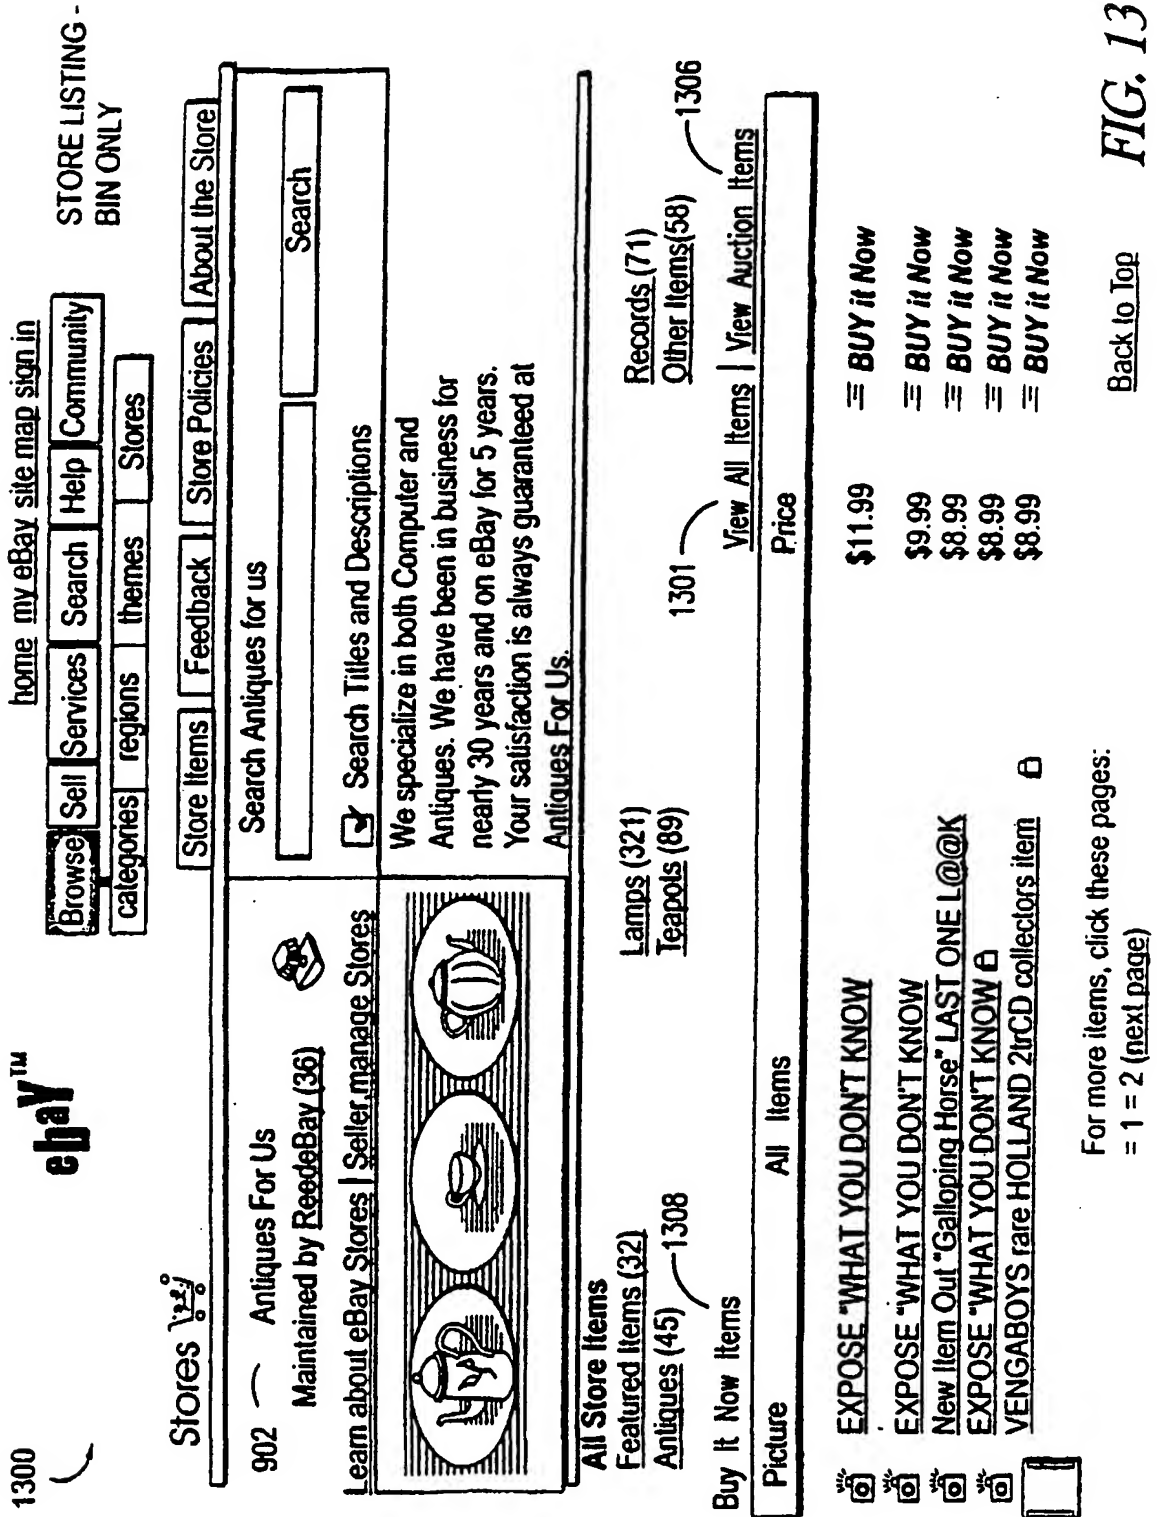 1300
ebaY™
home my eBay site map sign in
Browse Sell Services Search Help Community
categories regions themes Stores
STORE LISTING -
BIN ONLY
Stores
Store Items Feedback Store Policies About the Store
902
Antiques For Us
Maintained by ReedeBay (36)
Search Antiques for us
Search
Search Titles and Descriptions
Learn about eBay Stores | Seller,manage Stores
We specialize in both Computer and
Antiques. We have been in business for
nearly 30 years and on eBay for 5 years.
Your satisfaction is always guaranteed at
Antiques For Us.
All Store Items
Featured Items (32) Lamps (321) Records (71)
Antiques (45) Teapots (89) Other Items(58)
1308
1301
1306
Buy It Now Items View All Items | View Auction Items
Picture All Items Price
EXPOSE "WHAT YOU DON'T KNOW $11.99 = BUY it Now
EXPOSE "WHAT YOU DON'T KNOW $9.99 = BUY it Now
New Item Out "Galloping Horse" LAST ONE L@@K $8.99 = BUY it Now
EXPOSE "WHAT YOU DON'T KNOW $8.99 = BUY it Now
VENGABOYS rare HOLLAND 2trCD collectors item $8.99 = BUY it Now
For more items, click these pages:
= 1 = 2 (next page)
Back to Top
FIG. 13